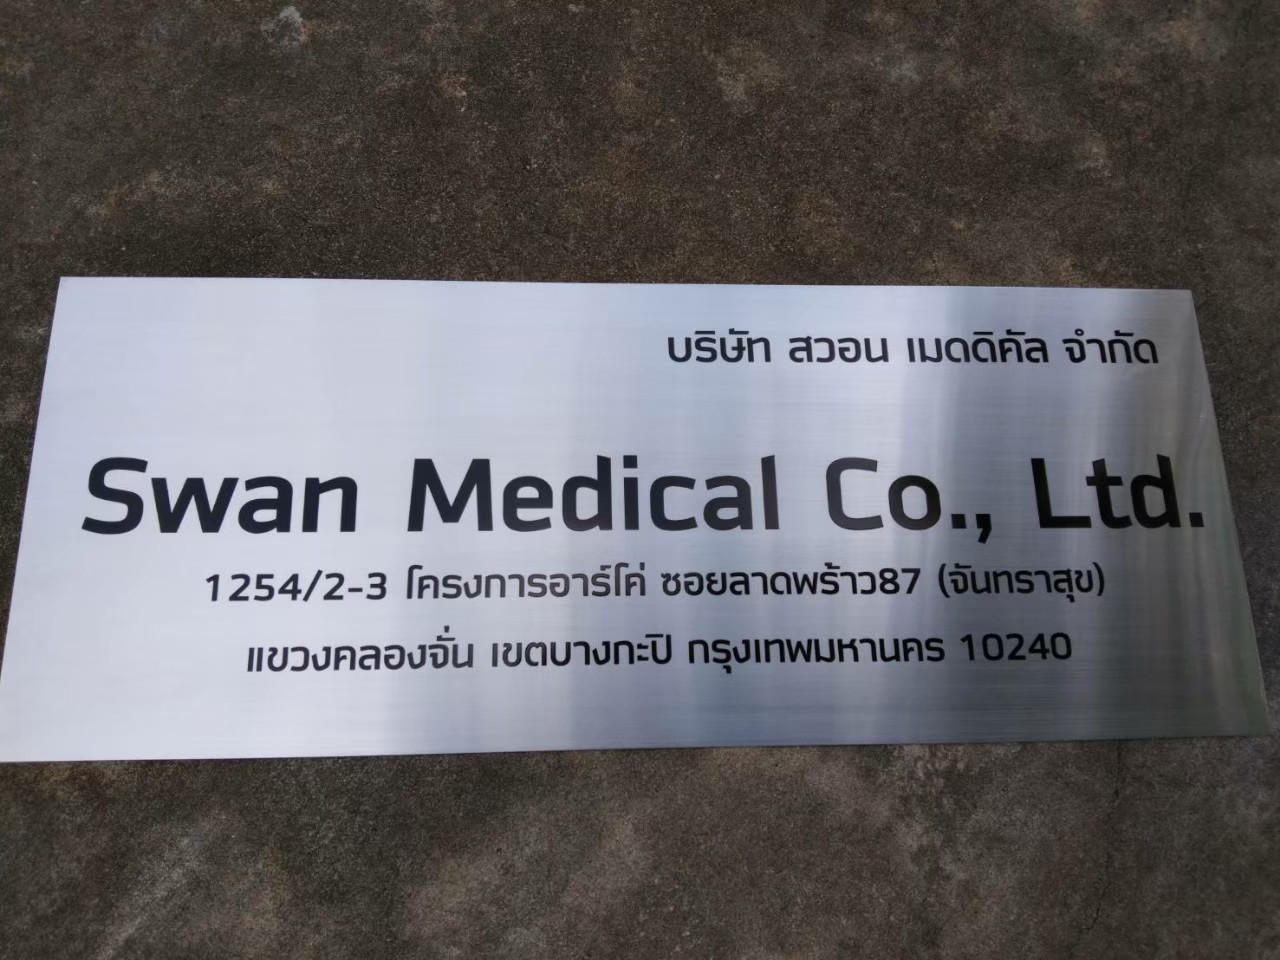 บริษัท สวอน เมดดิคัล จำกัด
Swan Medical Co., Ltd.
1254/2-3 โครงการอาร์โค่ ซอยลาดพร้าว87 (จันทราสุข)
แขวงคลองจั่น เขตบางกะปิ กรุงเทพมหานคร 10240